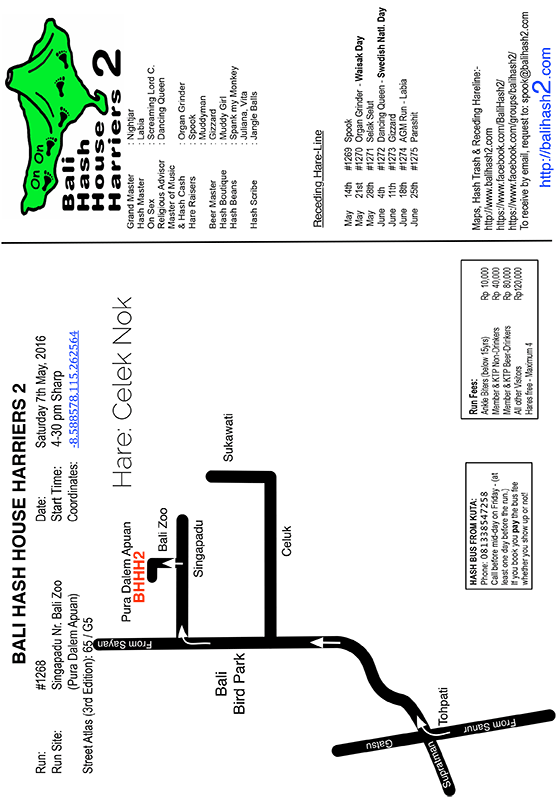 BALI HASH HOUSE HARRIERS 2
Run: #1268
Run Site: Singapadu Nr. Bali Zoo
(Pura Dalem Apuan)
Street Atlas (3rd Edition): 65 / G5
Date: Saturday 7th May, 2016
Start Time: 4-30 pm Sharp
Coordinates: -8.588578,115.262564
Hare: Celek Nok
Pura Dalem Apuan
BHHH2
Bali Zoo
Singapadu
Sukawati
Celuk
From Sayan
Bali
Bird Park
Tohpati
Gatsu
From Sanur
Supratman
HASH BUS FROM KUTA:
Phone: 081338547258
Call before mid-day on Friday - (at
least one day before the run.)
If you book you pay the bus fee
whether you show up or not!
Run Fees:
Ankle Biters (below 15yrs) Rp 10,000
Member & KTP Non-Drinkers Rp 40,000
Member & KTP Beer-Drinkers Rp 80,000
All other Visitors Rp120,000
Hares free - Maximum 4
On On
Bali
Hash
House
Harriers 2
Grand Master : Nightjar
Hash Master : Labia
On Sex : Screaming Lord C.
Religious Advisor : Dancing Queen
Master of Music
& Hash Cash : Organ Grinder
Hare Raisers : Spook
Muddyman
Beer Master : Gizzard
Hash Boutique : Muddy Girl
Hash Beans : Spank my Monkey
: Juliana, Vita
Hash Scribe : Jangle Balls
Receding Hare-Line
May 14th #1269 Spook
May 21st #1270 Organ Grinder - Waisak Day
May 28th #1271 Selak Selut
June 4th #1272 Dancing Queen - Swedish Natl. Day
June 11th #1273 Gizzard
June 18th #1274 AGM Run - Labia
June 25th #1275 Parashit
Maps, Hash Trash & Receding Hareline:-
http://www.balihash2.com
https://www.facebook.com/BaliHash2/
https://www.facebook.com/groups/balihash2/
To receive by email, request to: spook@balihash2.com
http://balihash2.com